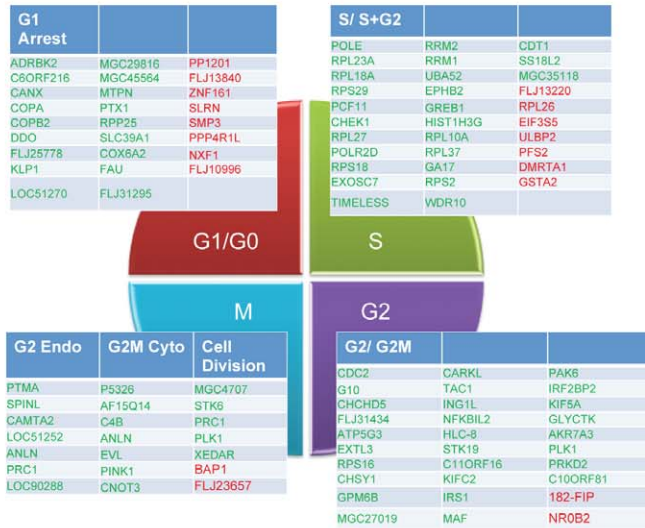 G1
Arrest
ADRBK2 MGC29816 PP1201
C6ORF216 MGC45564 FLJ13840
CANX MTPN ZNF161
COPA PTX1 SLRN
COPB2 RPP25 SMP3
DDO SLC39A1 PPP4R1L
FLJ25778 COX6A2 NXF1
KLP1 FAU FLJ10996
LOC51270 FLJ31295
S/ S+G2
POLE RRM2 CDT1
RPL23A RRM1 SS18L2
RPL18A UBA52 MGC35118
RPS29 EPHB2 FLJ13220
PCF11 GREB1 RPL26
CHEK1 HIST1H3G EIF3S5
RPL27 RPL10A ULBP2
POLR2D RPL37 PFS2
RPS18 GA17 DMRTA1
EXOSC7 RPS2 GSTA2
TIMELESS WDR10
G1/G0
S
M
G2
G2 Endo G2M Cyto Cell
Division
PTMA P5326 MGC4707
SPINL AF15Q14 STK6
CAMTA2 C4B PRC1
LOC51252 ANLN PLK1
ANLN EVL XEDAR
PRC1 PINK1 BAP1
LOC90288 CNOT3 FLJ23657
G2/ G2M
CDC2 CARKL PAK6
G10 TAC1 IRF2BP2
CHCHD5 ING1L KIF5A
FLJ31434 NFKBIL2 GLYCTK
ATP5G3 HLC-8 AKR7A3
EXTL3 STK19 PLK1
RPS16 C11ORF16 PRKD2
CHSY1 KIFC2 C10ORF81
GPM6B IRS1 182-FIP
MGC27019 MAF NR0B2